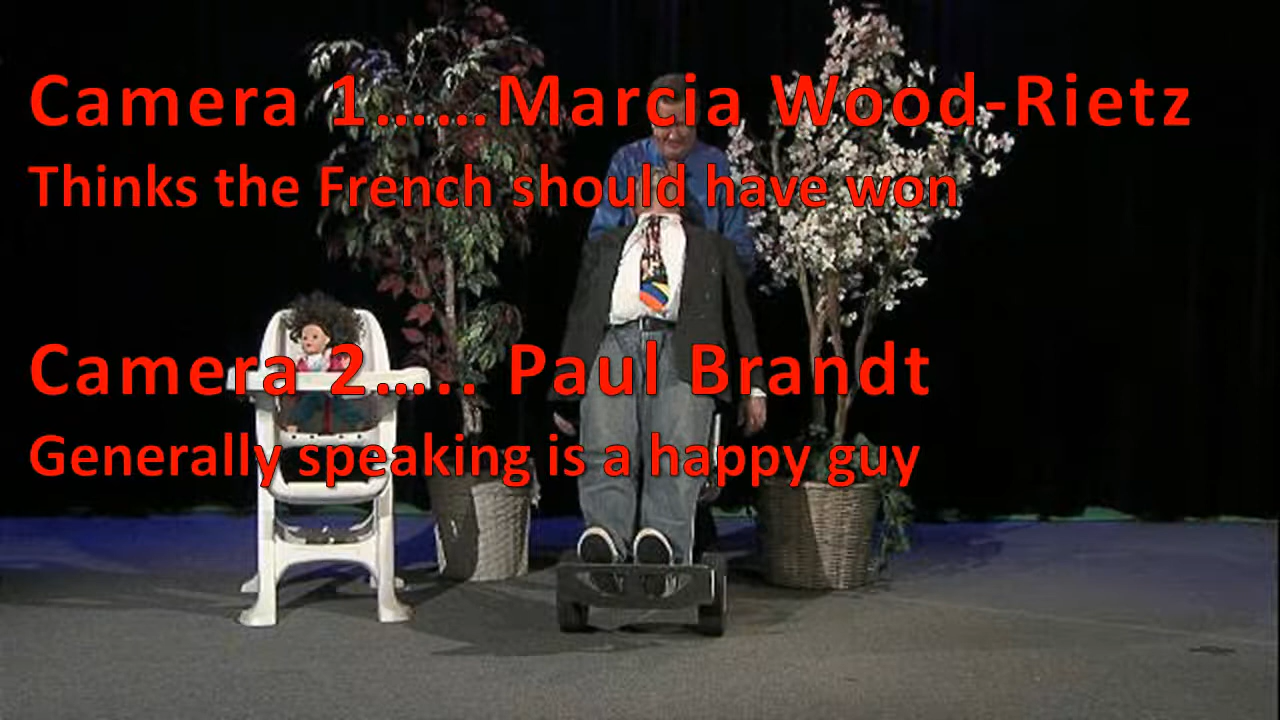 Camera 1……Marcia Wood-Rietz
Thinks the French should have won
Camera 2….. Paul Brandt
Generally speaking is a happy guy